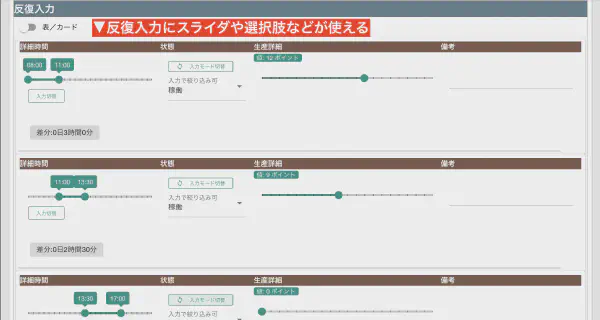 反復入力
表／カード
▼反復入力にスライダや選択肢などが使える
詳細時間 状態 生産詳細 備考
08:00 11:00 入力モード切替 値: 12 ポイント
入力で絞り込み可
稼働
入力切替
差分:0日3時間0分
詳細時間 状態 生産詳細 備考
11:00 13:30 入力モード切替 値: 9 ポイント
入力で絞り込み可
稼働
入力切替
差分:0日2時間30分
詳細時間 状態 生産詳細 備考
13:30 17:00 入力モード切替 値: 0 ポイント
入力で絞り込み可